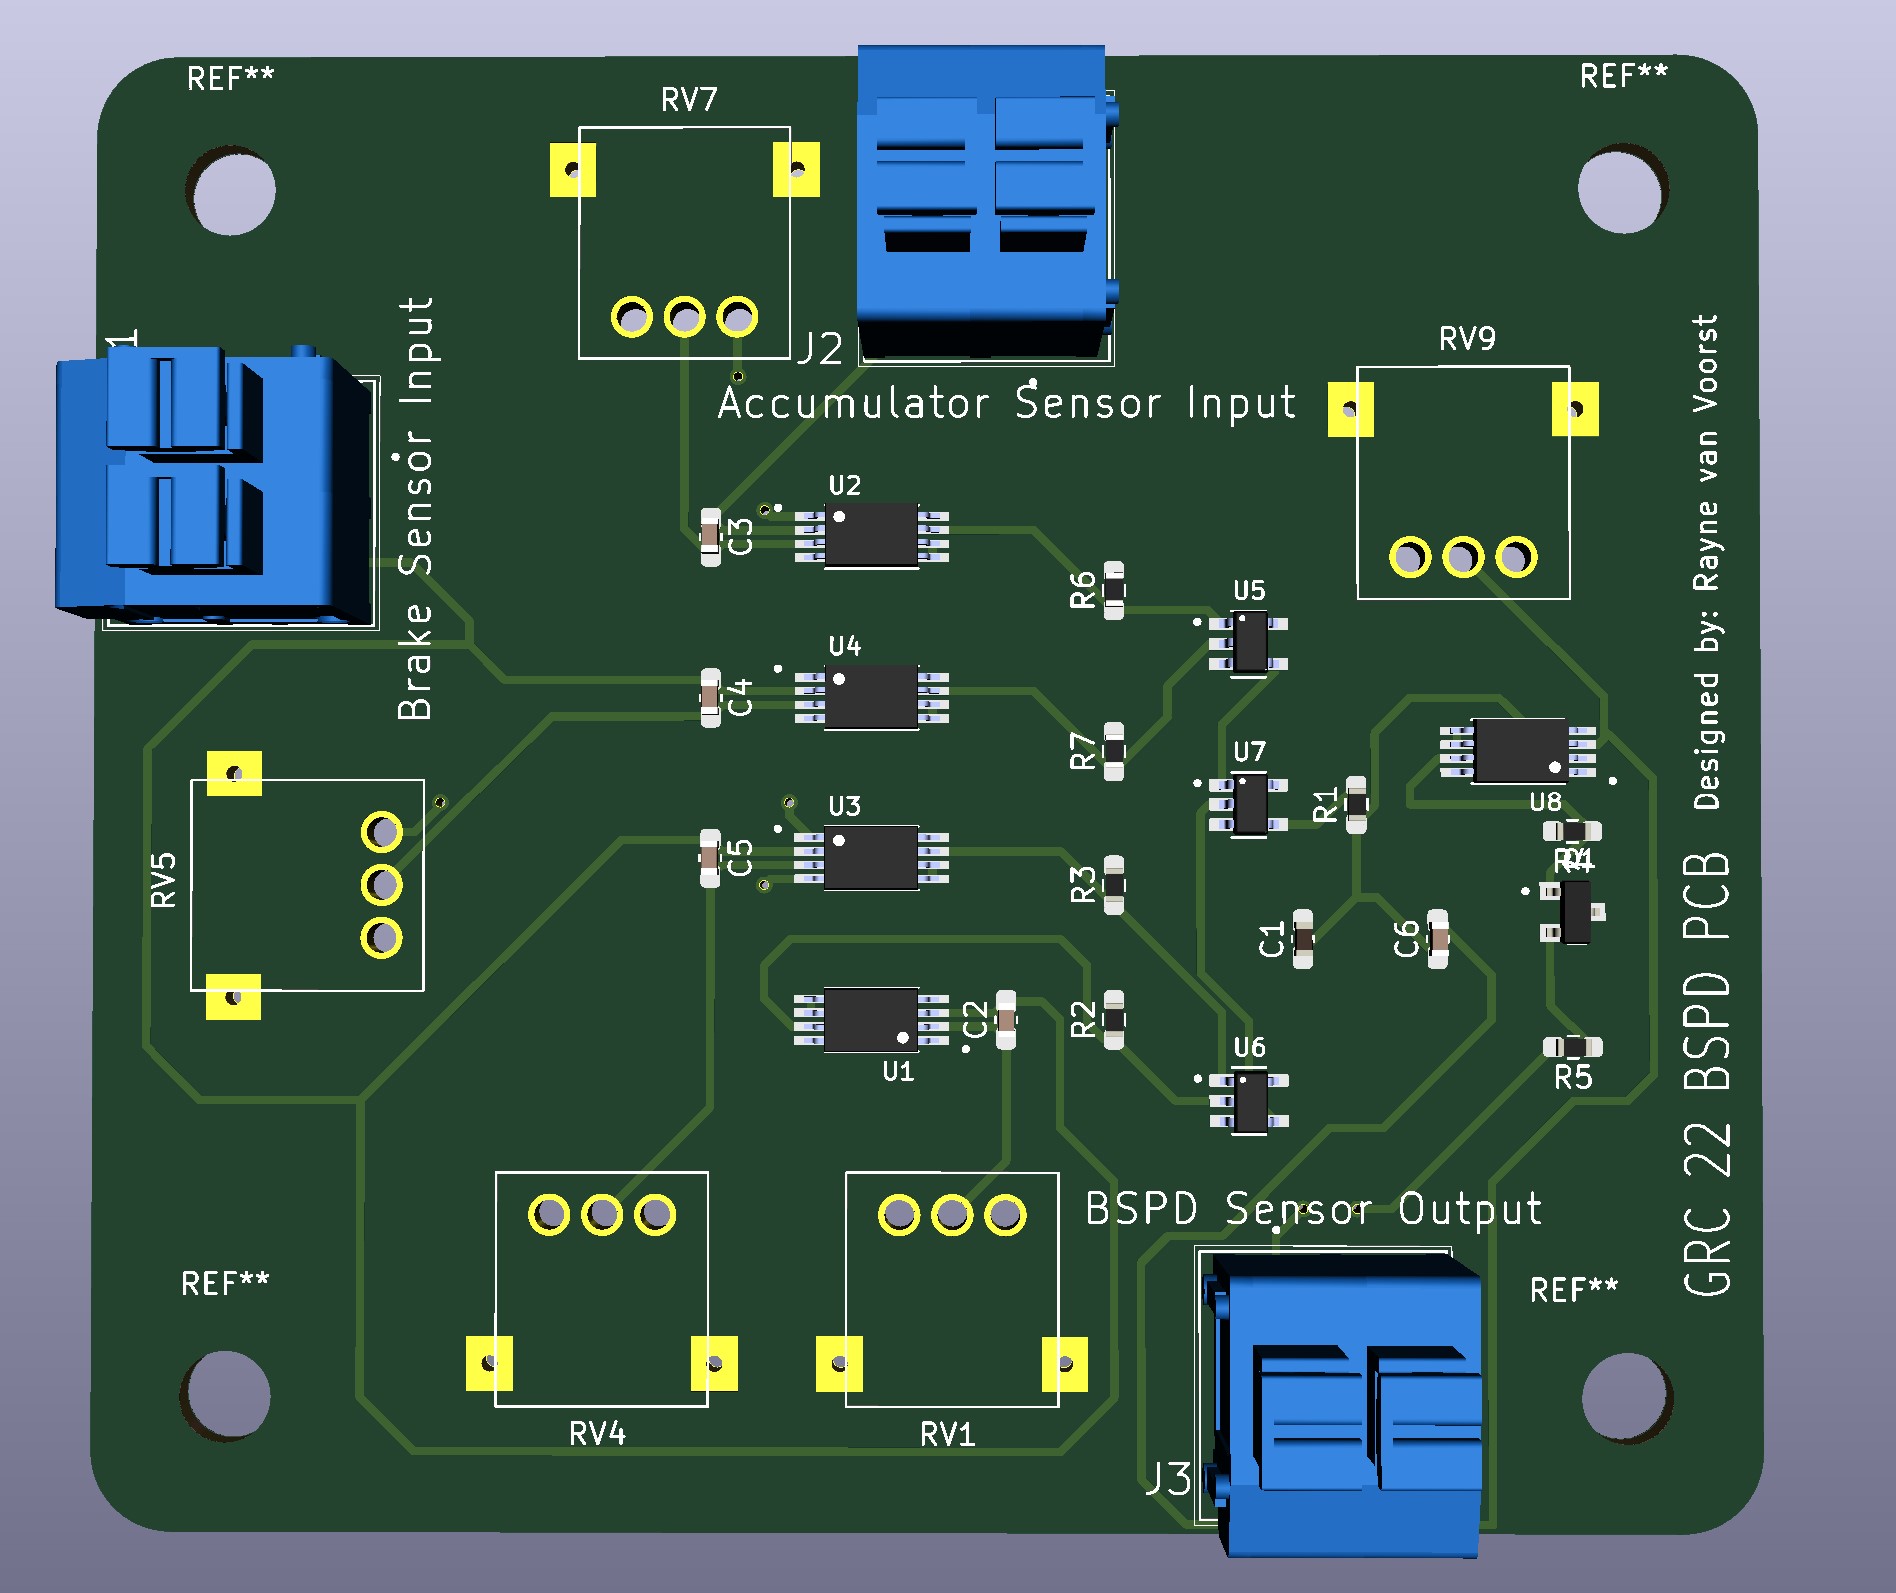 REF**
REF**
RV7
J2
1
Brake Sensor Input
Accumulator Sensor Input
RV9
Designed by: Rayne van Voorst
U2
C3
R6
U5
U4
C4
R7
U7
R1
U8
U3
C5
R3
RV5
C1
C6
GRC 22 BSPD PCB
U1
C2
R2
U6
R5
BSPD Sensor Output
REF**
REF**
RV4
RV1
J3